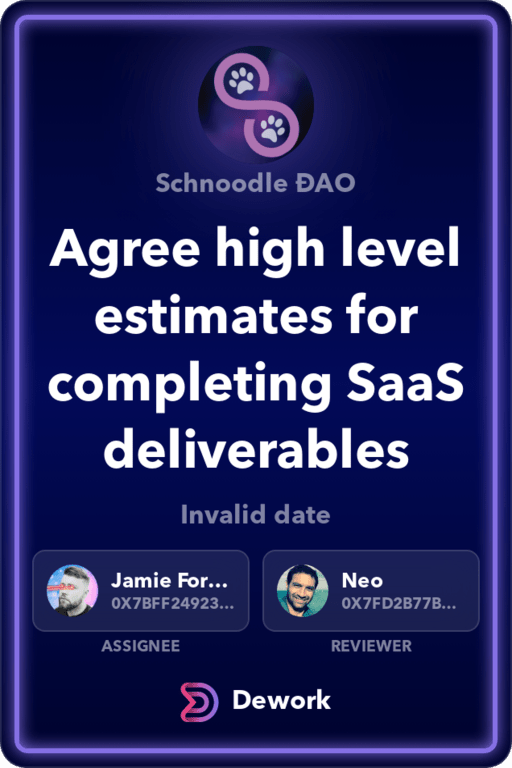 Schnoodle ÐAO
Agree high level
estimates for
completing SaaS
deliverables
Invalid date
Jamie For...
0X7BFF24923...
ASSIGNEE
Neo
0X7FD2B77B...
REVIEWER
Dework